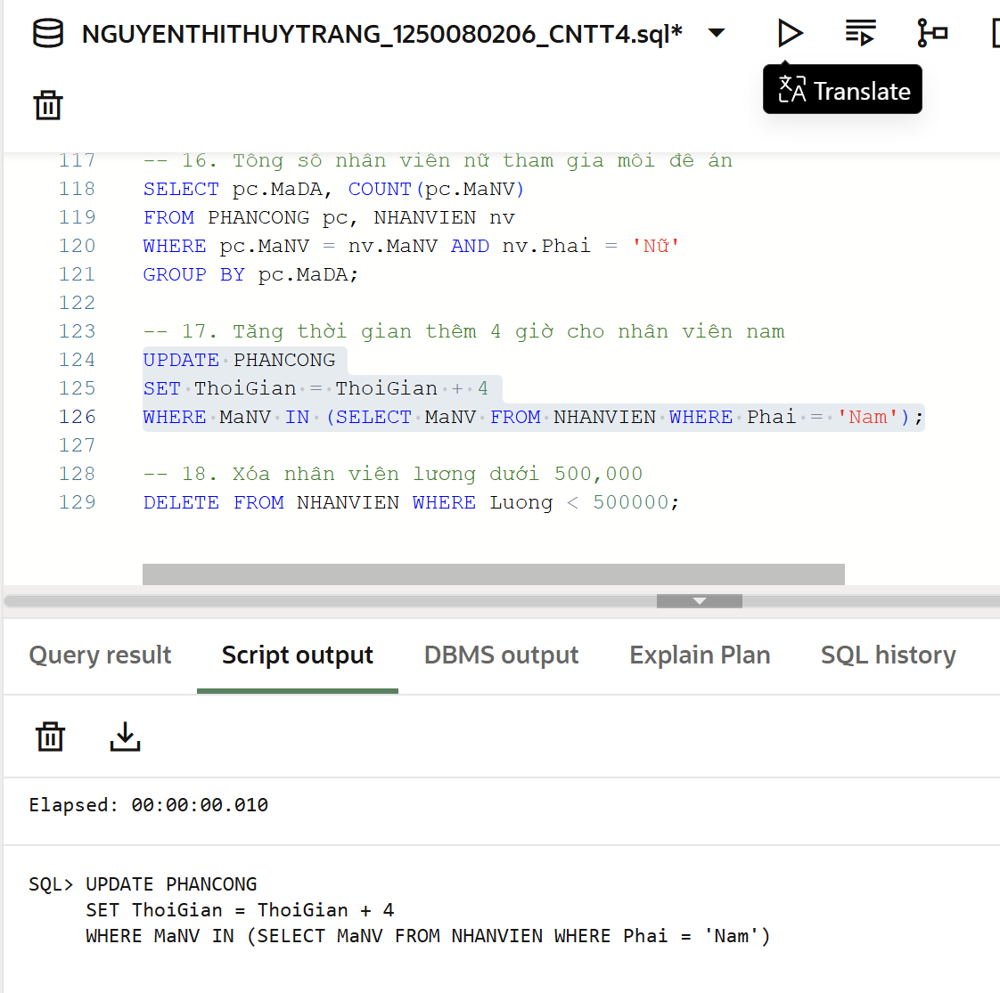 NGUYENTHITHUYTRANG_1250080206_CNTT4.sql*
Translate
117 -- 16. Tổng số nhân viên nữ tham gia mỗi đề án
118 SELECT pc.MaDA, COUNT(pc.MaNV)
119 FROM PHANCONG pc, NHANVIEN nv
120 WHERE pc.MaNV = nv.MaNV AND nv.Phai = 'Nữ'
121 GROUP BY pc.MaDA;
122
123 -- 17. Tăng thời gian thêm 4 giờ cho nhân viên nam
124 UPDATE PHANCONG
125 SET ThoiGian = ThoiGian + 4
126 WHERE MaNV IN (SELECT MaNV FROM NHANVIEN WHERE Phai = 'Nam');
127
128 -- 18. Xóa nhân viên lương dưới 500,000
129 DELETE FROM NHANVIEN WHERE Luong < 500000;
Query result Script output DBMS output Explain Plan SQL history
Elapsed: 00:00:00.010
SQL> UPDATE PHANCONG
SET ThoiGian = ThoiGian + 4
WHERE MaNV IN (SELECT MaNV FROM NHANVIEN WHERE Phai = 'Nam')